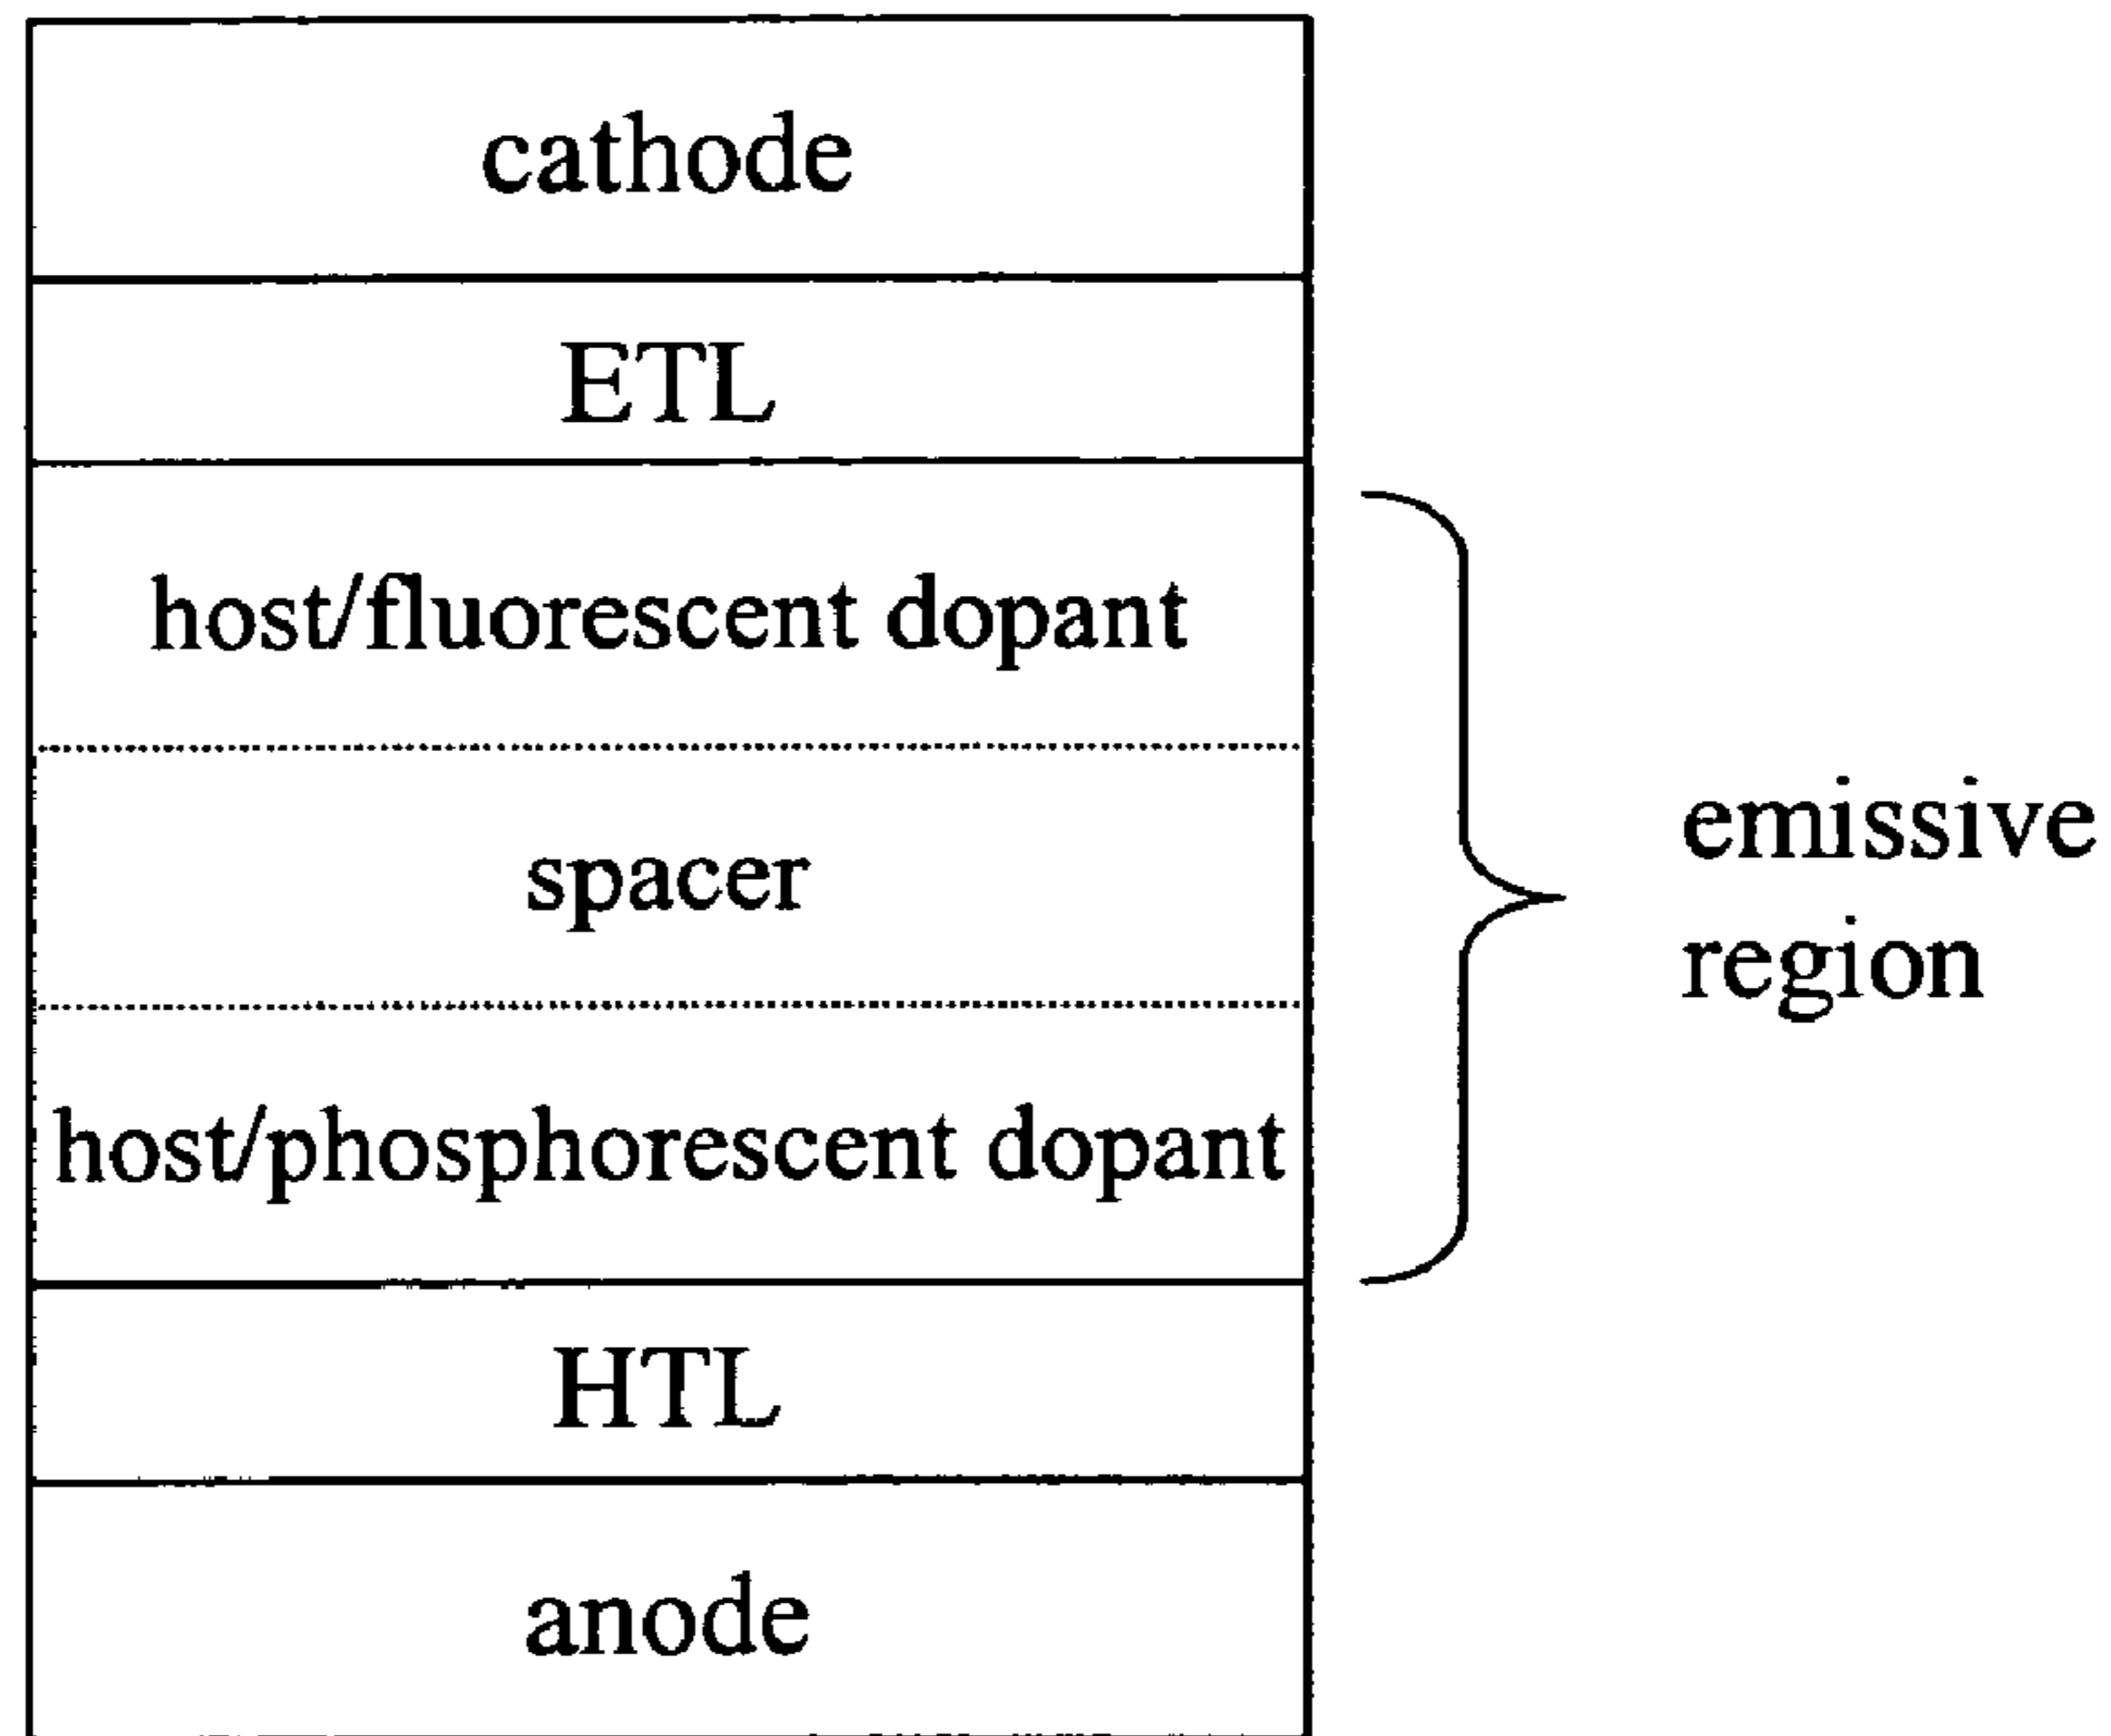 cathode
ETL
host/fluorescent dopant
spacer
host/phosphorescent dopant
HTL
anode
emissive
region